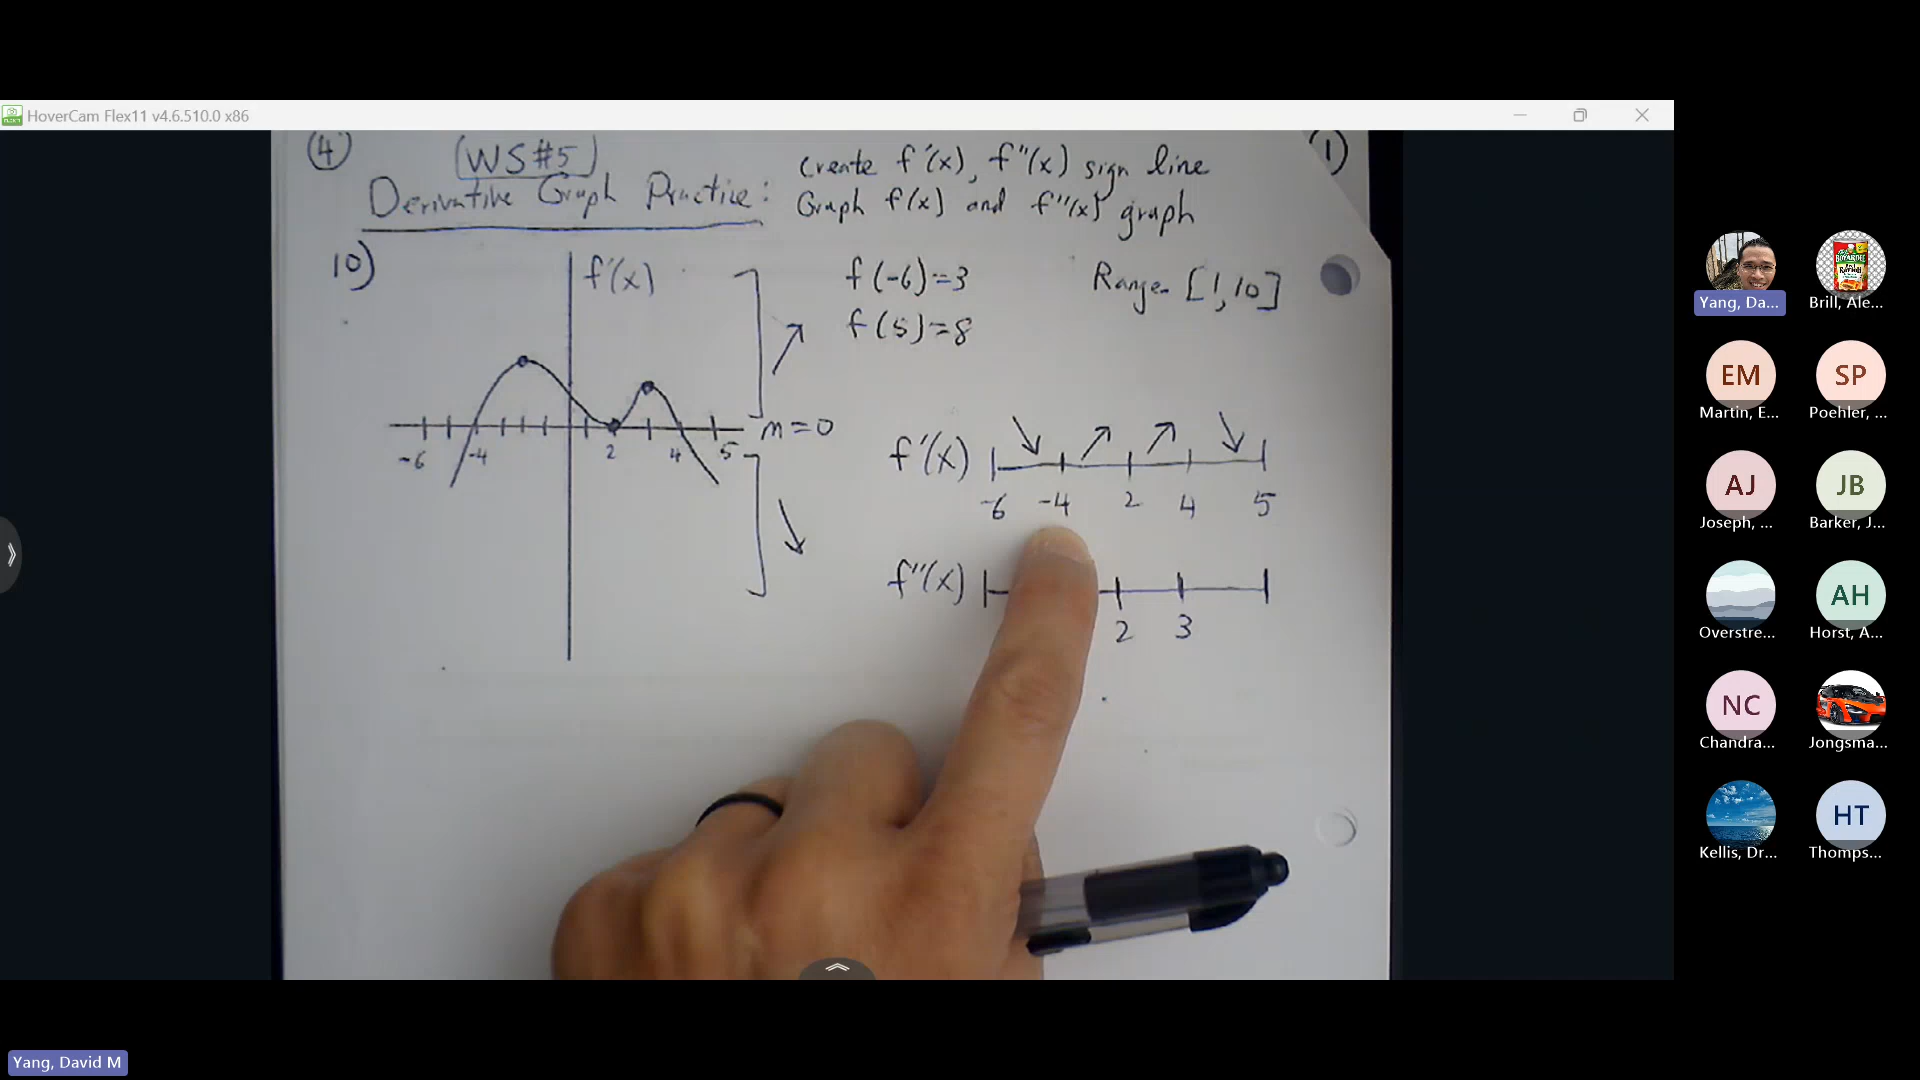 HoverCam Flex11 v4.6.510.0 x86
④ (WS#5) ①
Derivative Graph Practice:
Create f'(x), f''(x) sign line
Graph f(x) and f''(x) graph
10)
f'(x)
f(-6)=3
f(5)=8
Range [1,10]
m=0
-6 -4 2 4 5
f'(x)
-6 -4 2 4 5
f''(x)
2 3
Yang, Da...
Brill, Ale...
EM
Martin, E...
SP
Poehler, ...
AJ
Joseph, ...
JB
Barker, J...
Overstre...
AH
Horst, A...
NC
Chandra...
Jongsma...
Kellis, Dr...
HT
Thomps...
Yang, David M